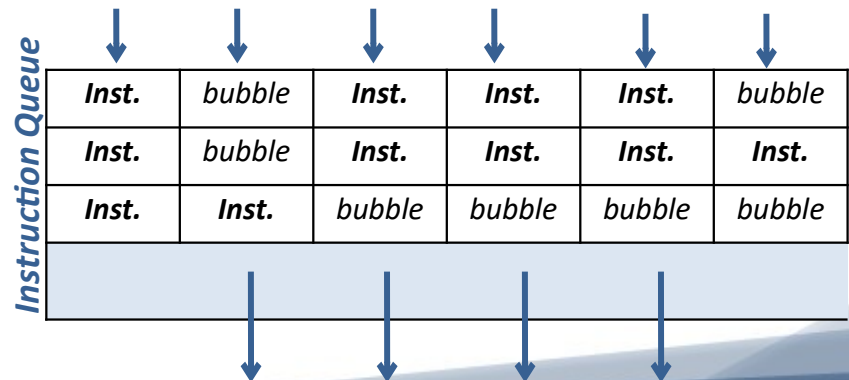 Instruction Queue
Inst. bubble Inst. Inst. Inst. bubble
Inst. bubble Inst. Inst. Inst. Inst.
Inst. Inst. bubble bubble bubble bubble